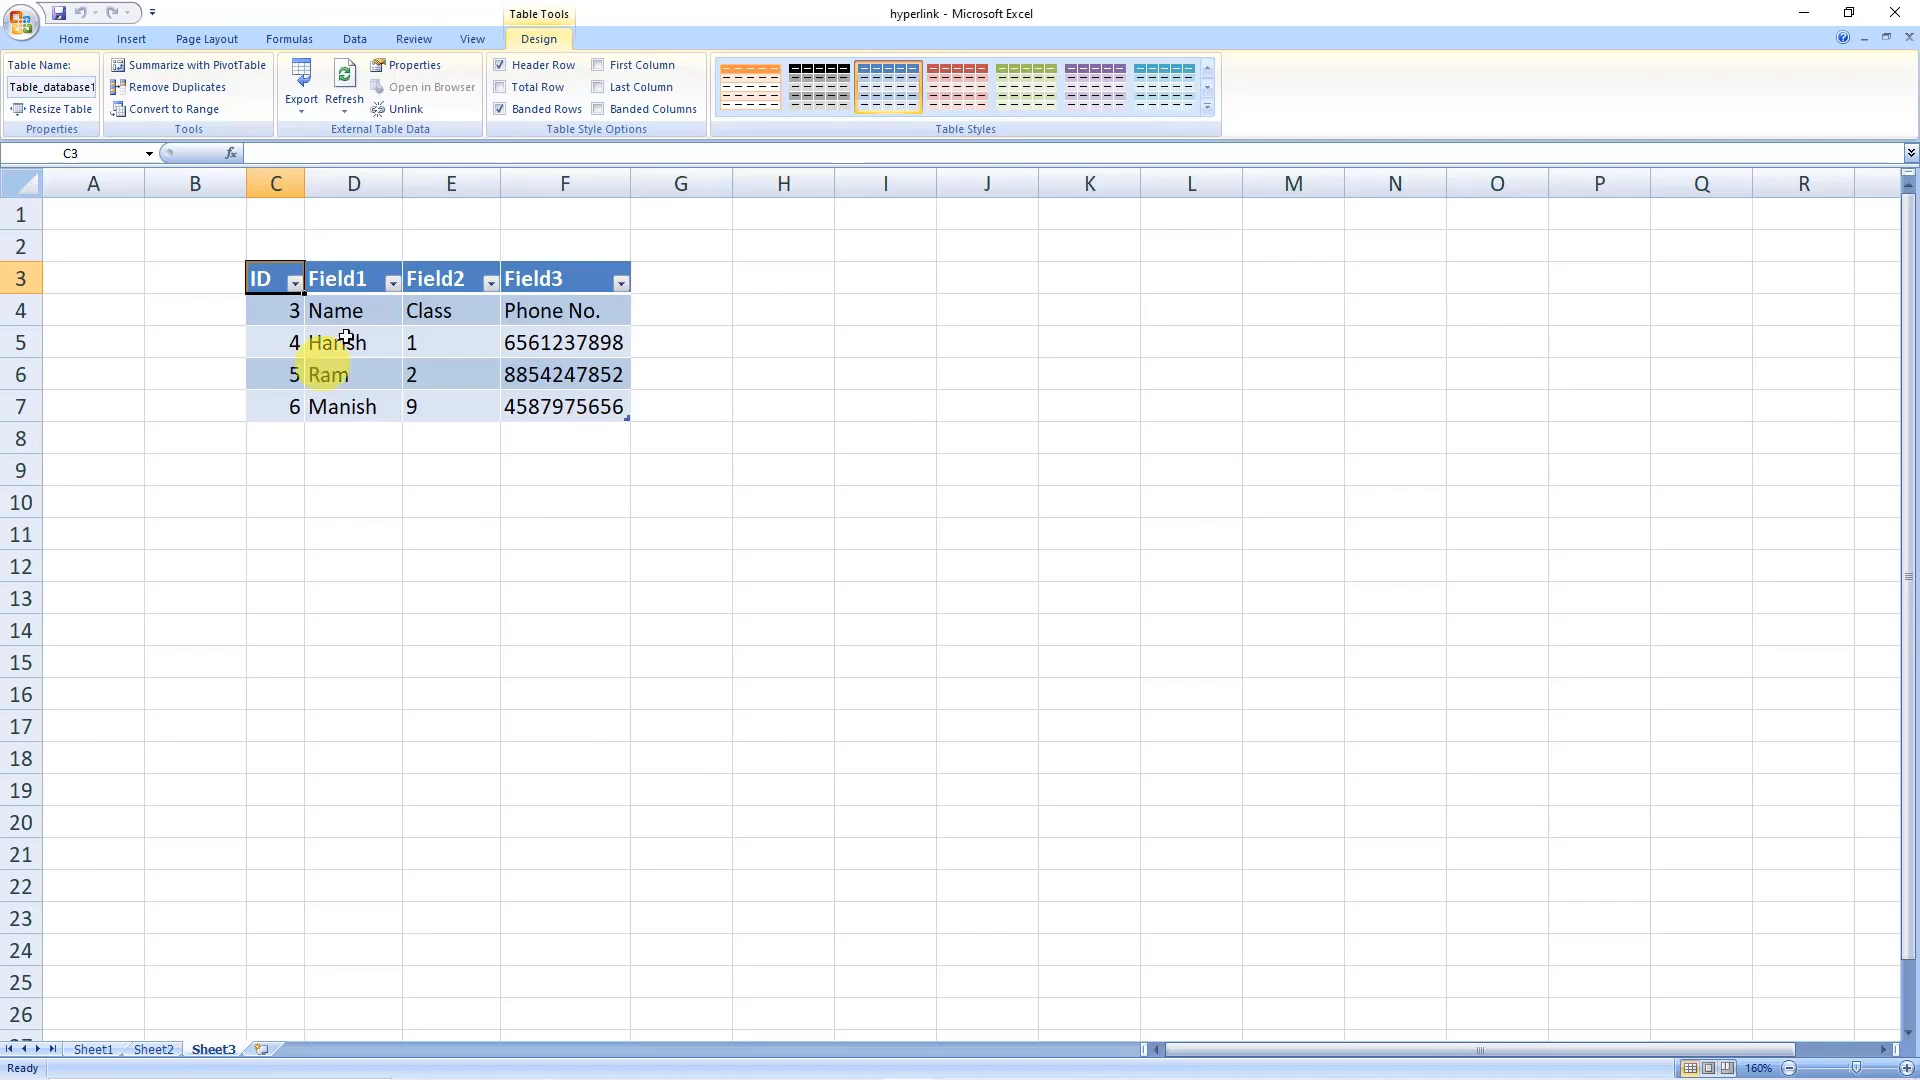 Table Tools
hyperlink - Microsoft Excel
Home Insert Page Layout Formulas Data Review View Design
Table Name:
Table_database1
Resize Table
Properties
Summarize with PivotTable
Remove Duplicates
Convert to Range
Tools
Export
Refresh
Properties
Open in Browser
Unlink
External Table Data
Header Row
Total Row
Banded Rows
First Column
Last Column
Banded Columns
Table Style Options
Table Styles
C3
fx
A B C D E F G H I J K L M N O P Q R
1
2
3 ID Field1 Field2 Field3
4 3 Name Class Phone No.
5 4 Harish 1 6561237898
6 5 Ram 2 8854247852
7 6 Manish 9 4587975656
8
9
10
11
12
13
14
15
16
17
18
19
20
21
22
23
24
25
26
Sheet1 Sheet2 Sheet3
Ready
160%